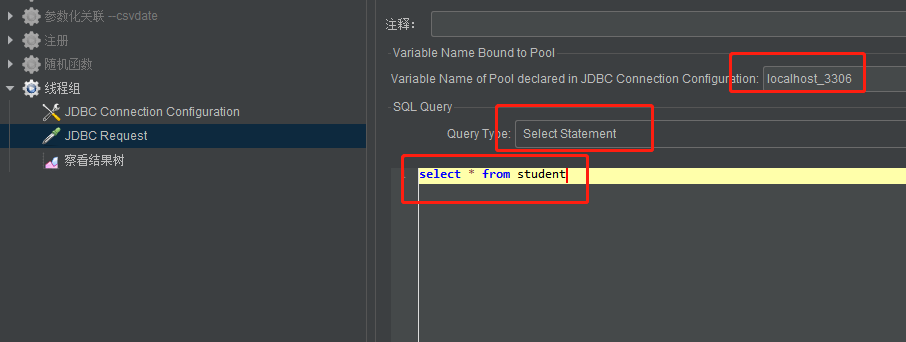 参数化关联 --csvdate
注册
随机函数
线程组
JDBC Connection Configuration
JDBC Request
察看结果树
注释：
Variable Name Bound to Pool
Variable Name of Pool declared in JDBC Connection Configuration: localhost_3306
SQL Query
Query Type: Select Statement
select * from student